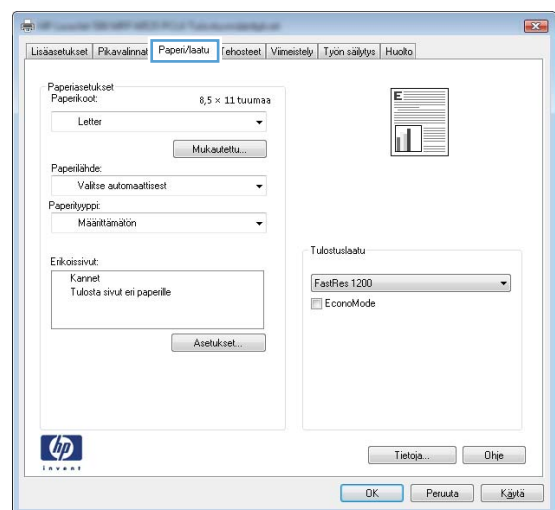 Lisäasetukset Pikavalinnat Paperi/laatu Tehosteet Viimeistely Työn säilytys Huolto
Paperiasetukset
Paperikoot: 8,5 × 11 tuumaa
Letter
Mukautettu...
Paperilähde:
Valitse automaattisest
Paperityyppi:
Määrittämätön
Erikoissivut:
Kannet
Tulosta sivut eri paperille
Asetukset...
E
Tulostuslaatu
FastRes 1200
EconoMode
hp
invent
Tietoja... Ohje
OK Peruuta Käytä